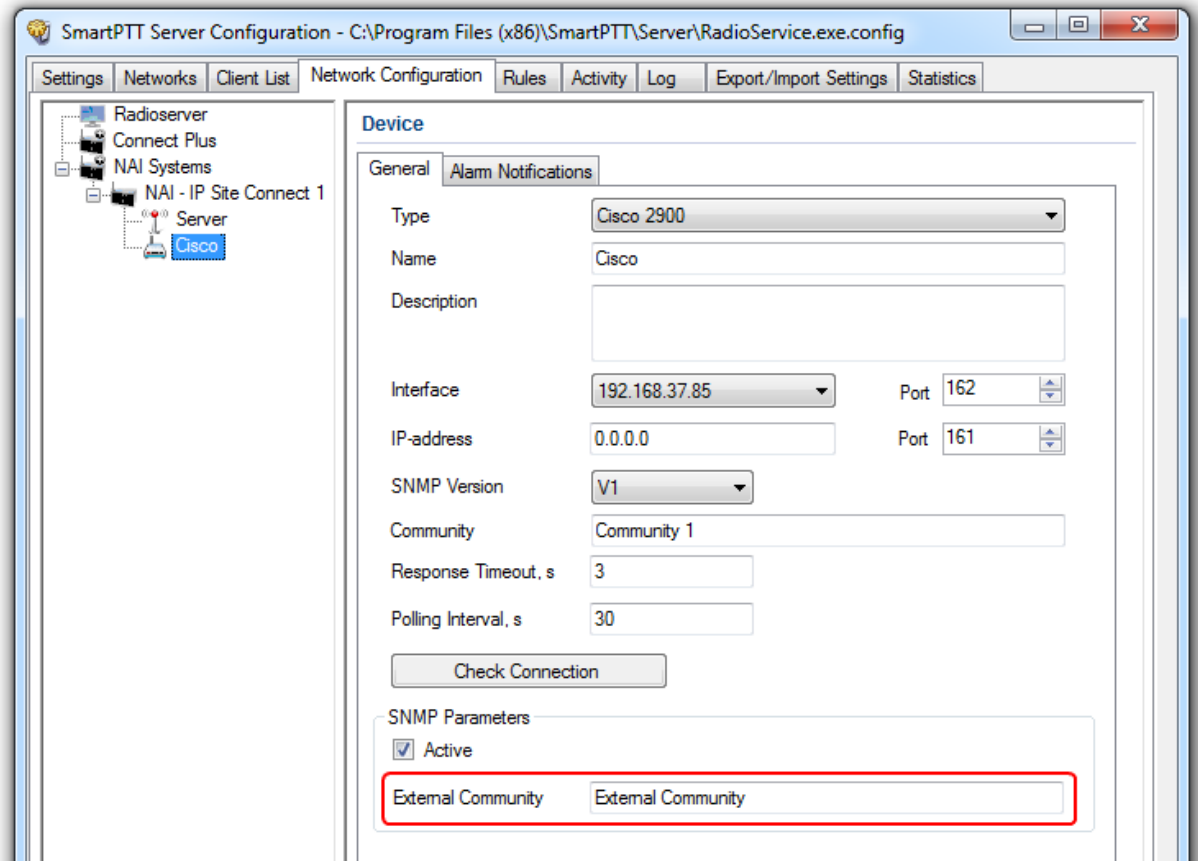 SmartPTT Server Configuration - C:\Program Files (x86)\SmartPTT\Server\RadioService.exe.config
Settings Networks Client List Network Configuration Rules Activity Log Export/Import Settings Statistics
Radioserver
Connect Plus
NAI Systems
NAI - IP Site Connect 1
Server
Cisco
Device
General Alarm Notifications
Type Cisco 2900
Name Cisco
Description
Interface 192.168.37.85 Port 162
IP-address 0.0.0.0 Port 161
SNMP Version V1
Community Community 1
Response Timeout, s 3
Polling Interval, s 30
Check Connection
SNMP Parameters
Active
External Community External Community